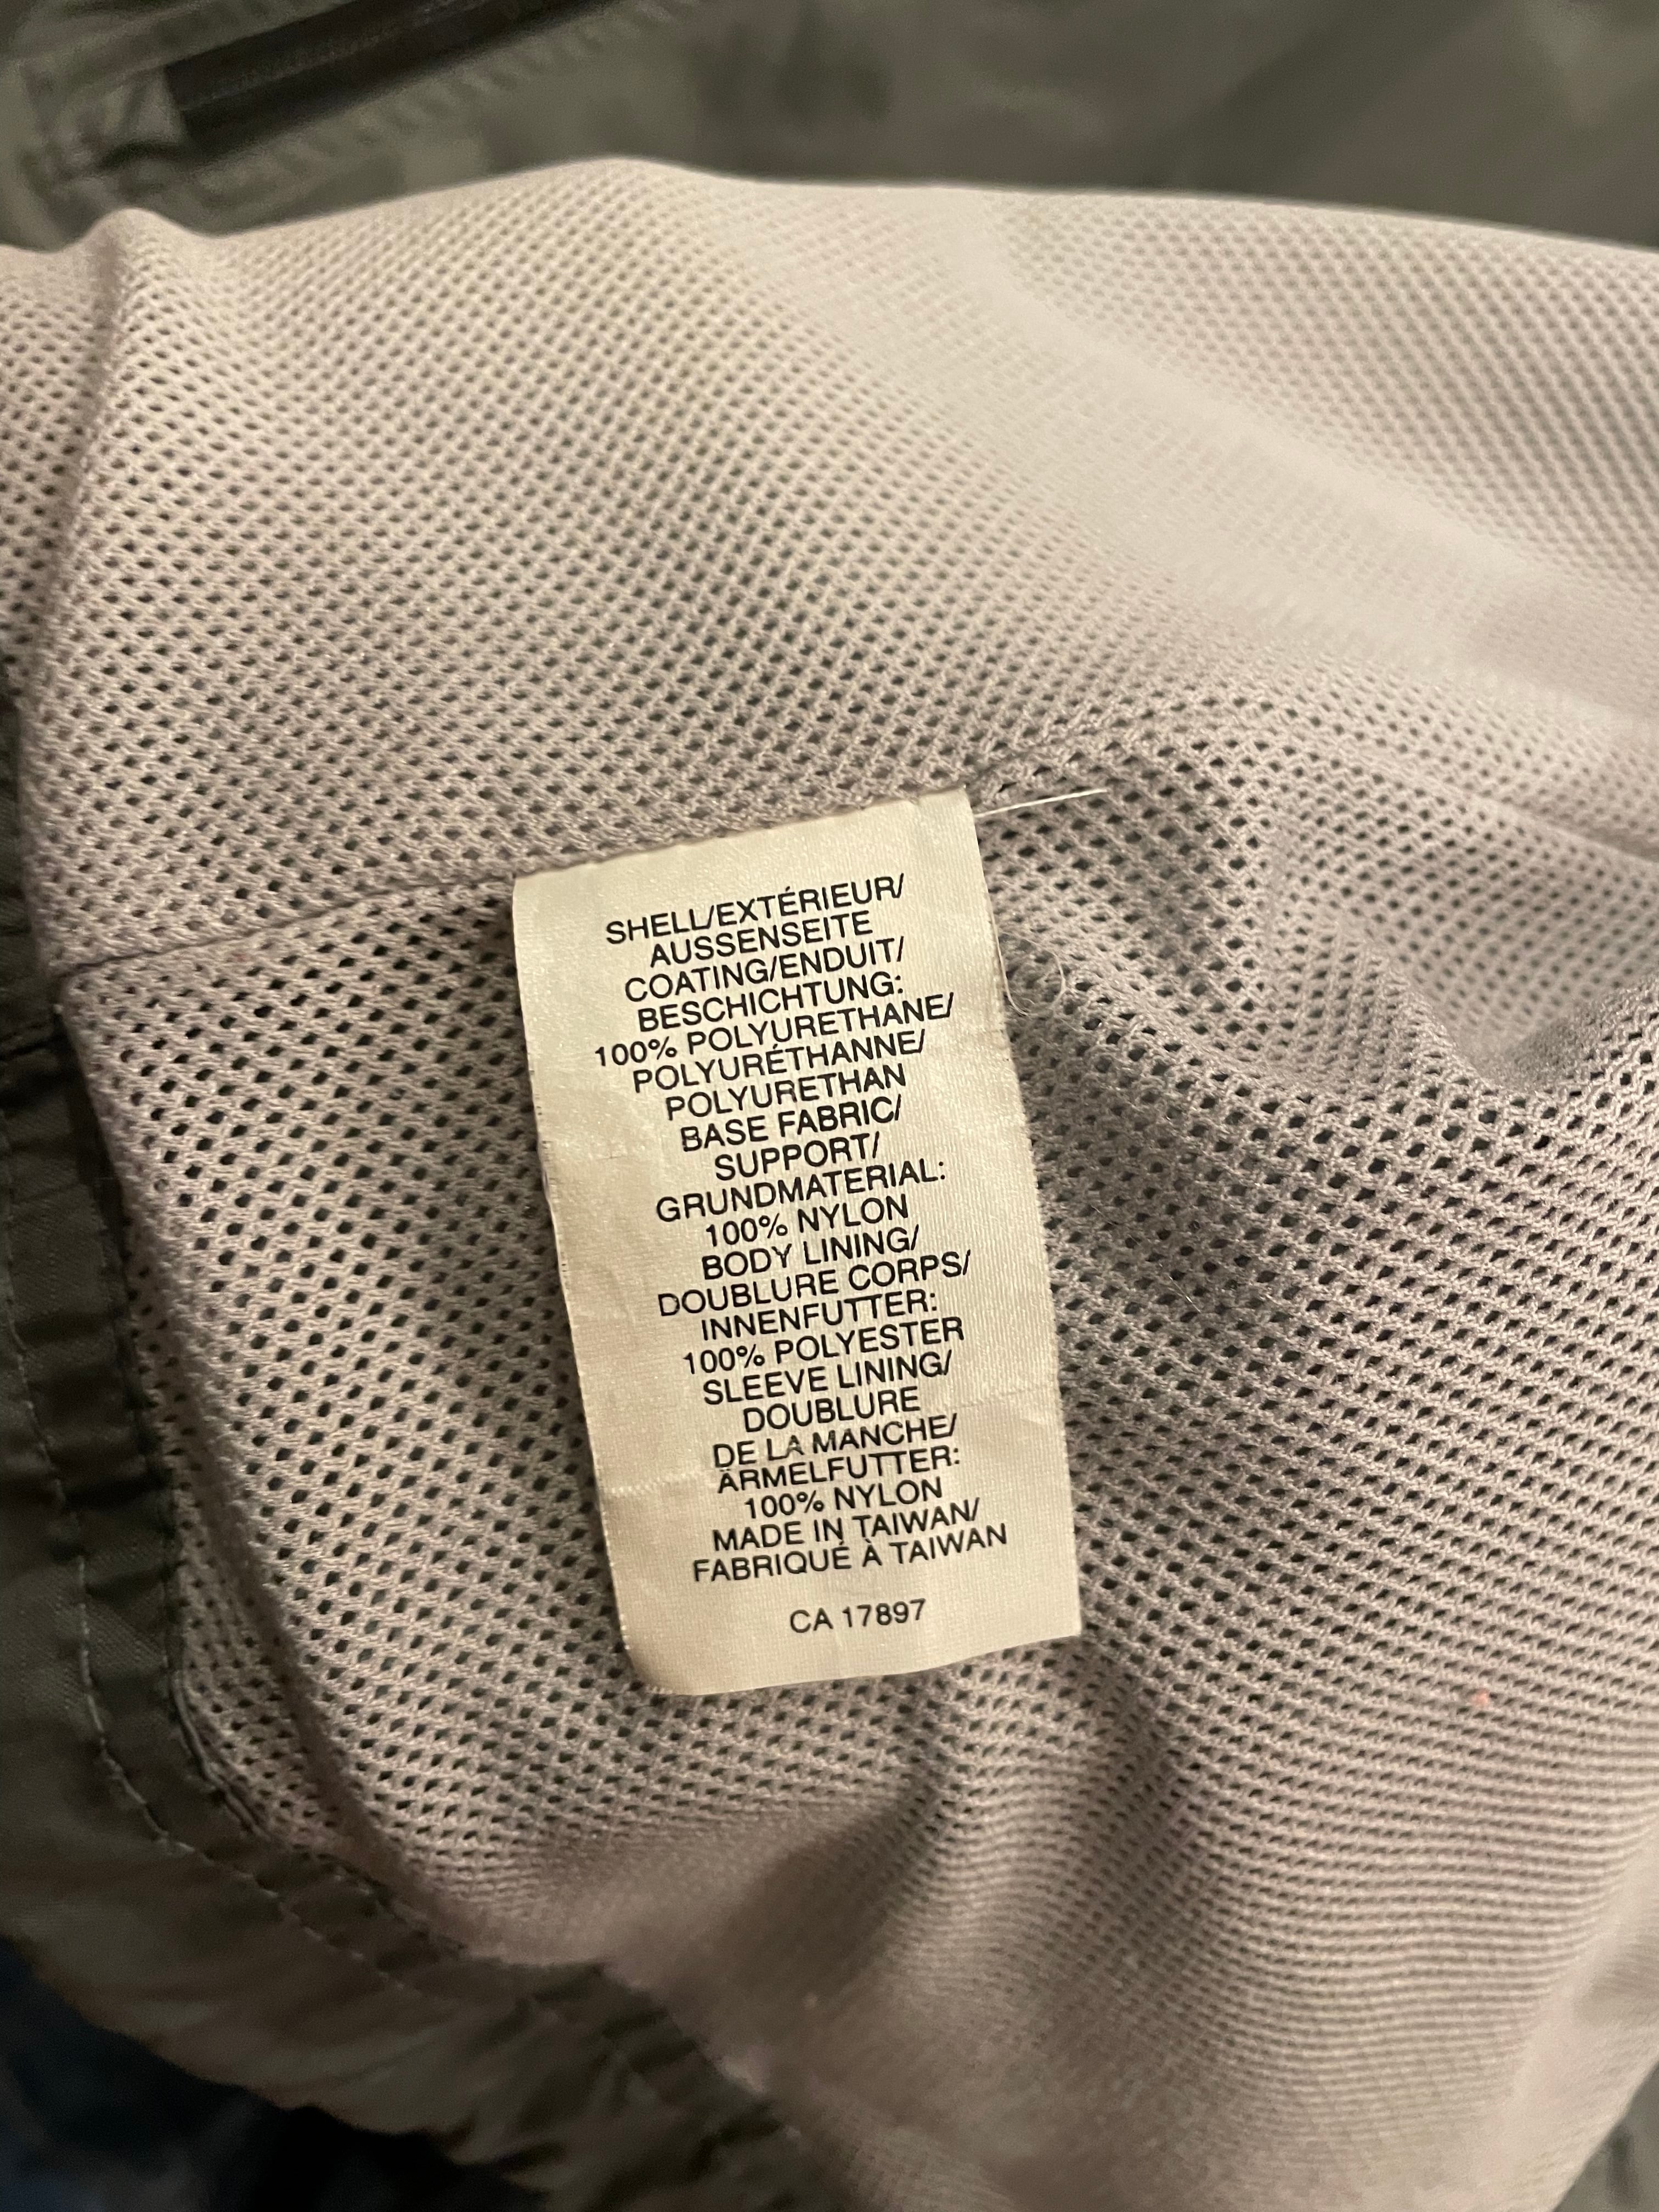 SHELL/EXTÉRIEUR/
AUSSENSEITE
COATING/ENDUIT/
BESCHICHTUNG:
100% POLYURETHANE/
POLYURÉTHANNE/
POLYURETHAN
BASE FABRIC/
SUPPORT/
GRUNDMATERIAL:
100% NYLON
BODY LINING/
DOUBLURE CORPS/
INNENFUTTER:
100% POLYESTER
SLEEVE LINING/
DOUBLURE
DE LA MANCHE/
ÄRMELFUTTER:
100% NYLON
MADE IN TAIWAN/
FABRIQUÉ À TAIWAN
CA 17897